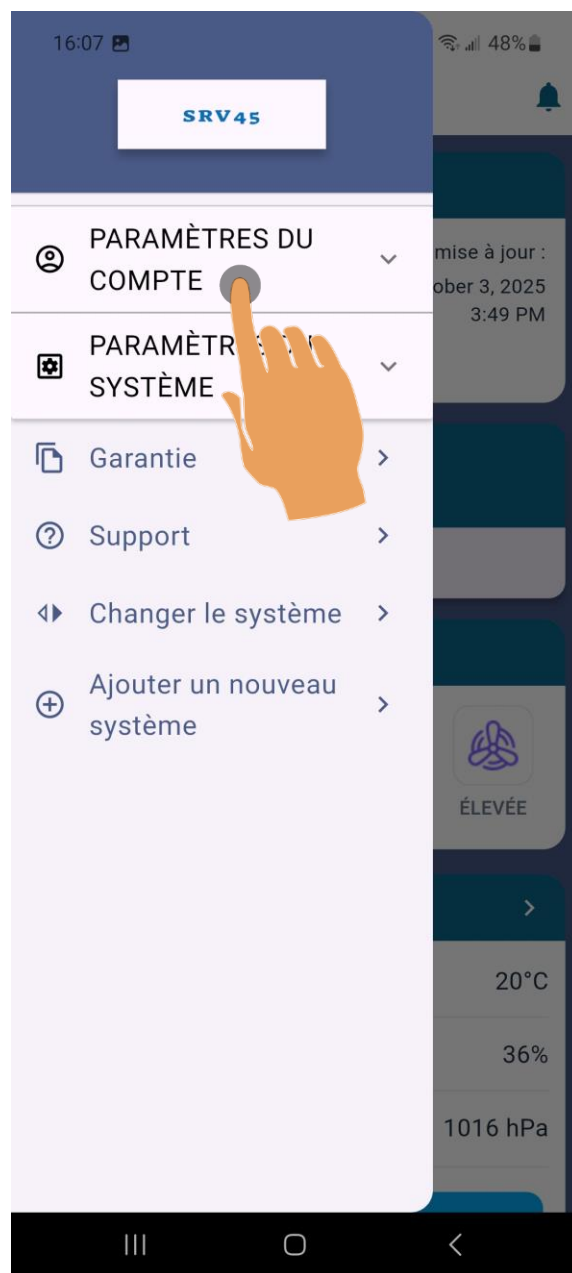 16:07
48%
SRV45
PARAMÈTRES DU
COMPTE
PARAMÈTR
SYSTÈME
Garantie
Support
Changer le système
Ajouter un nouveau
système
mise à jour :
ober 3, 2025
3:49 PM
ÉLEVÉE
20°C
36%
1016 hPa